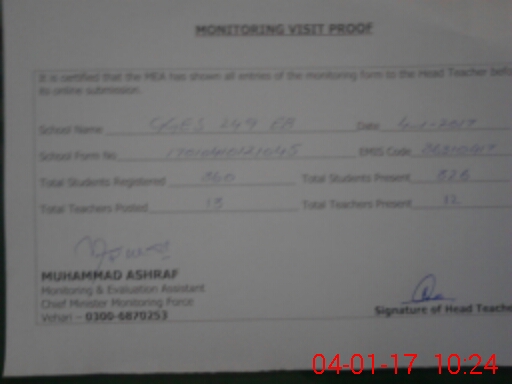 MONITORING VISIT PROOF
It is certified that the MEA has shown all entries of the monitoring form to the Head Teacher before
its online submission.
School Name GGES 249 EB Date 4-01-2017
School Form No EMIS Code
Total Students Registered 360 Total Students Present 326
Total Teachers Posted 13 Total Teachers Present 12
MUHAMMAD ASHRAF
Monitoring & Evaluation Assistant
Chief Minister Monitoring Force
Vehari – 0300-6870253
Signature of Head Teache
04-01-17 10:24